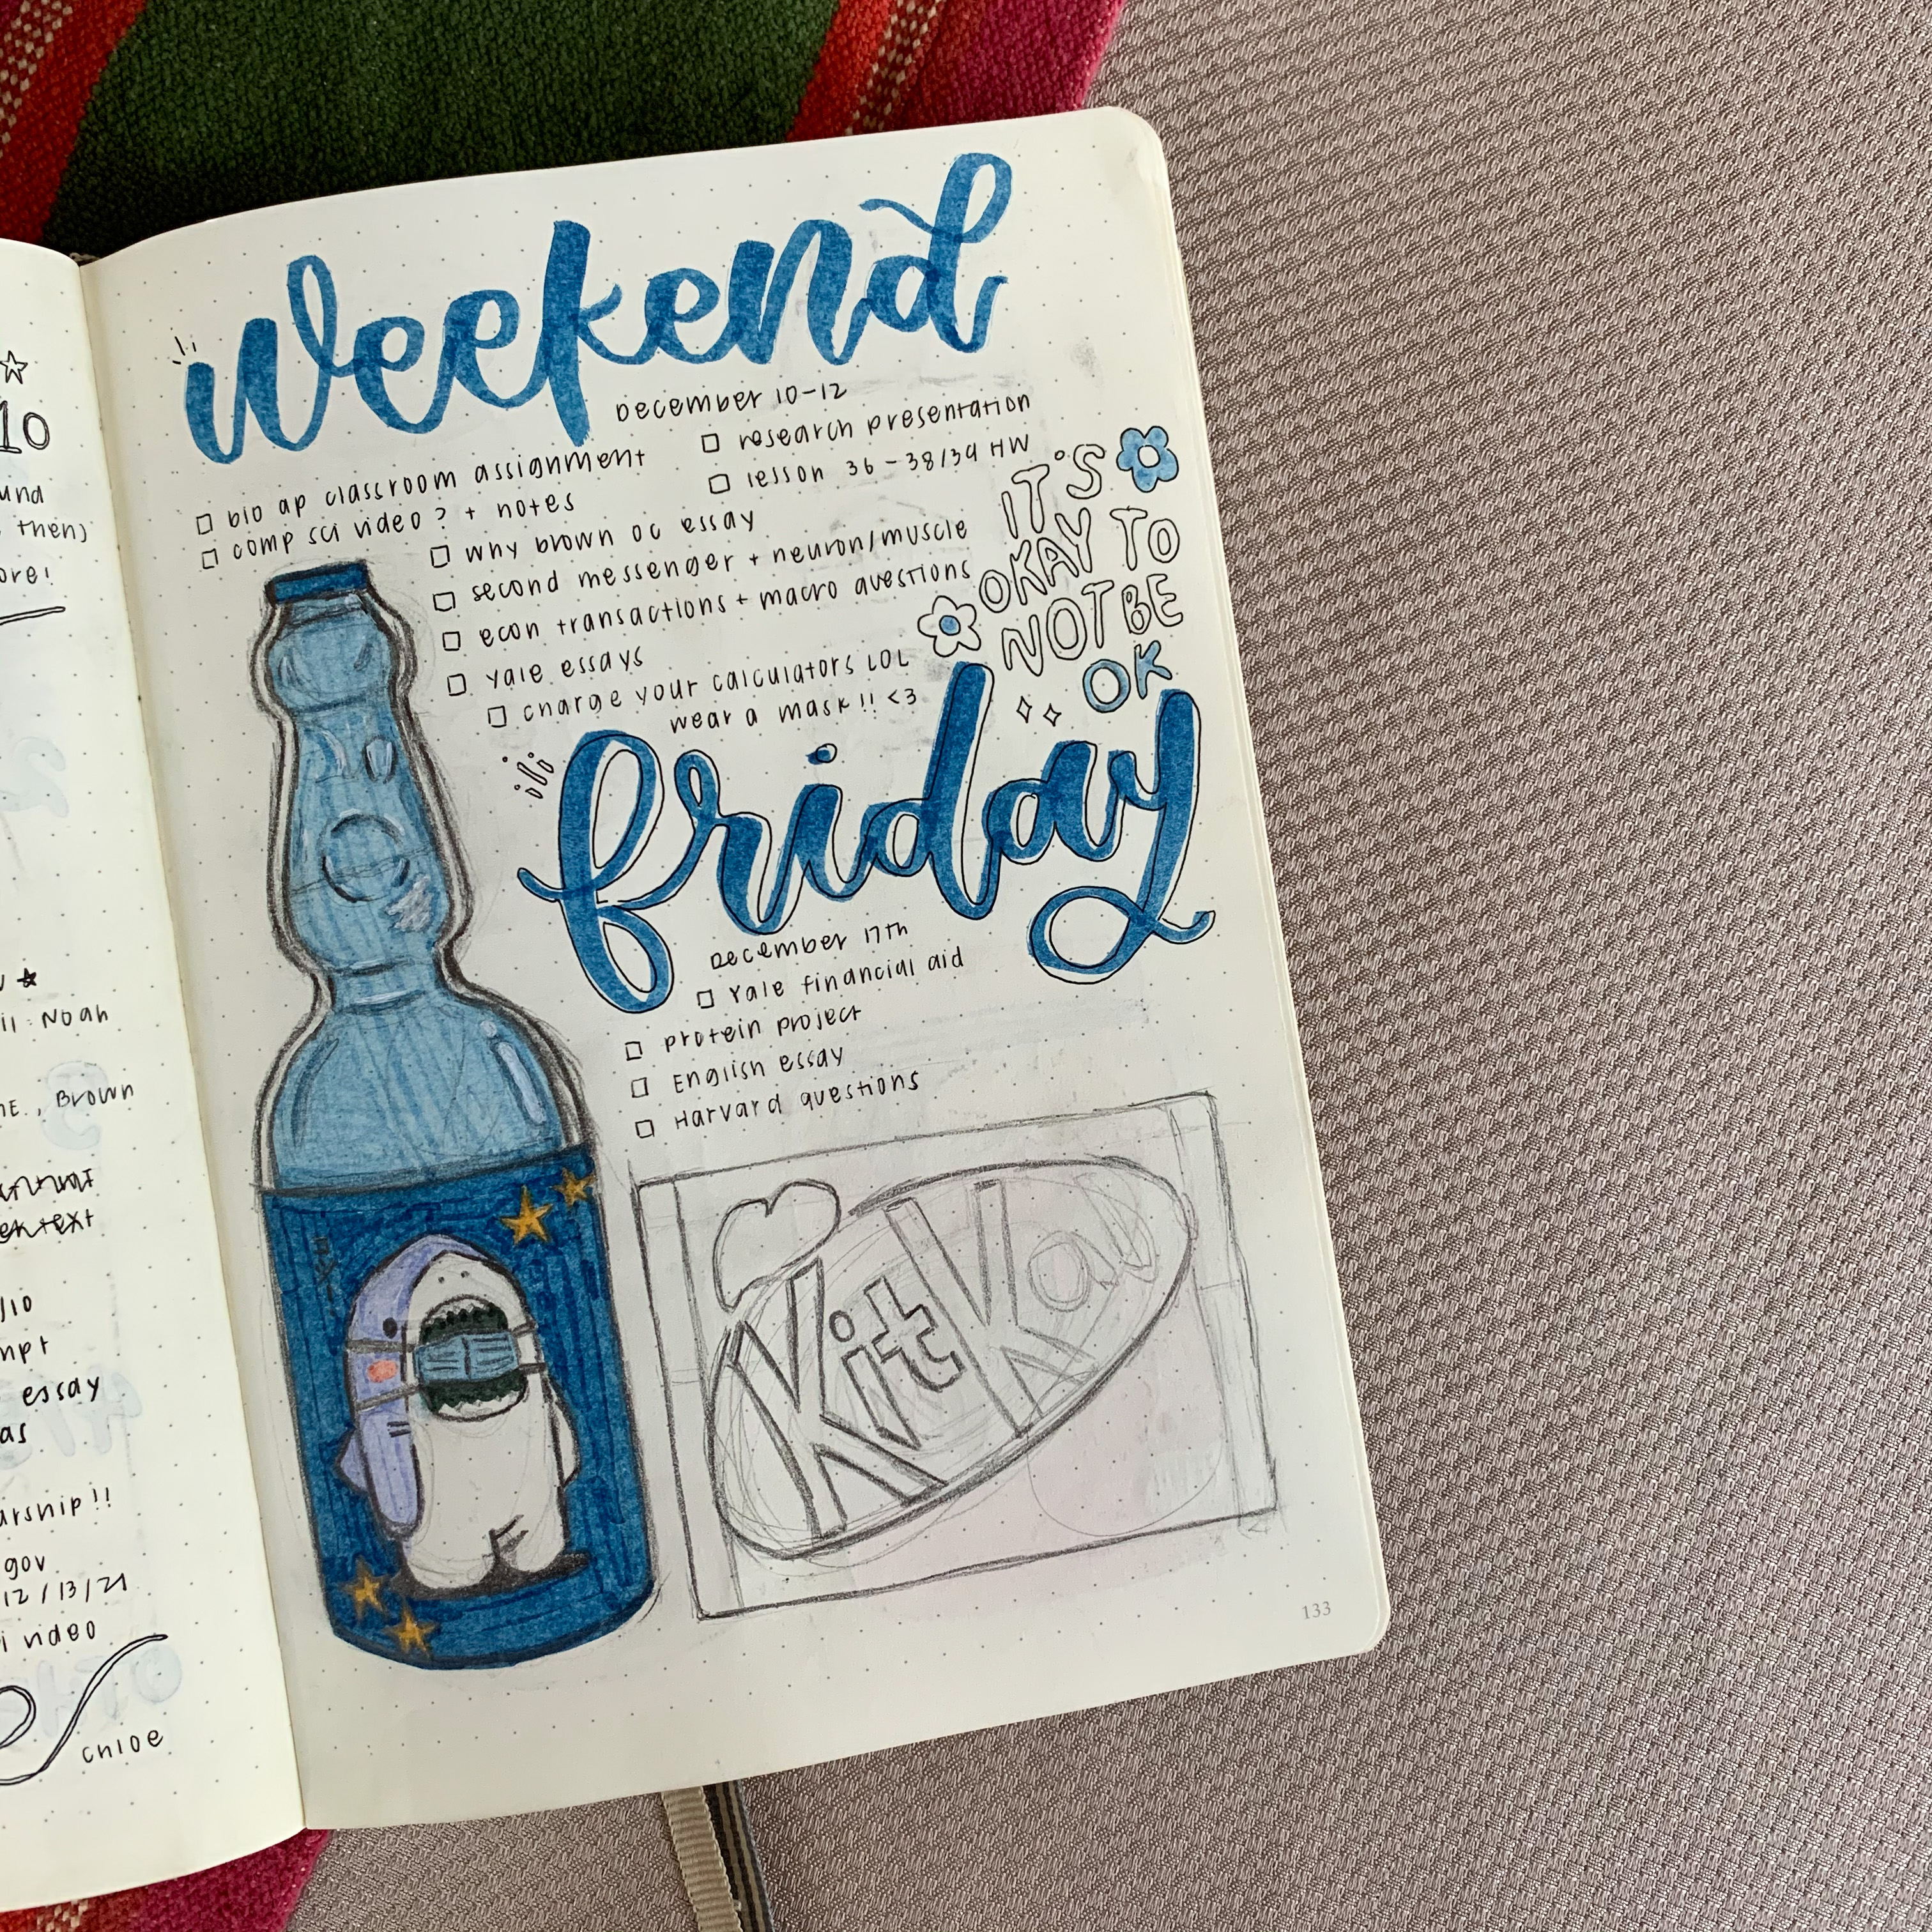 10
und
then)
ore!
il: Noah
, Brown
/10
mpt
essay
as
arship!!
gov
12/13/21
i video
chloe
weekend
December 10-12
research presentation
lesson 36-38/39 HW
bio ap classroom assignment
comp sci video? + notes
why brown oc essay
second messenger + neuron/muscle
econ transactions + macro questions
yale essays
charge your calculators LOL
wear a mask!! <3
IT'S
OKAY TO
NOT BE
OK
friday
December 17th
Yale financial aid
protein project
English essay
Harvard questions
KitKat
133